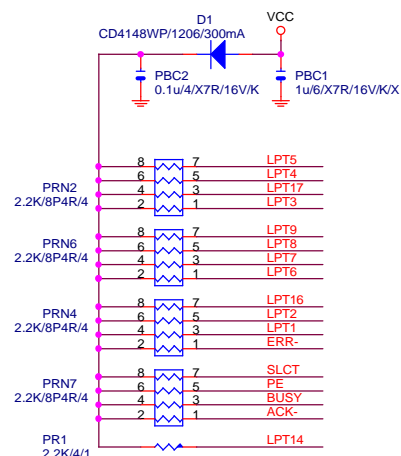 D1
VCC
CD4148WP/1206/300mA
PBC2
0.1u/4/X7R/16V/K
PBC1
1u/6/X7R/16V/K/X
8 7 LPT5
6 5 LPT4
PRN2
4 3 LPT17
2.2K/8P4R/4
2 1 LPT3
8 7 LPT9
6 5 LPT8
PRN6
4 3 LPT7
2.2K/8P4R/4
2 1 LPT6
8 7 LPT16
6 5 LPT2
PRN4
4 3 LPT1
2.2K/8P4R/4
2 1 ERR-
8 7 SLCT
6 5 PE
PRN7
4 3 BUSY
2.2K/8P4R/4
2 1 ACK-
PR1
LPT14
2.2K/4/1